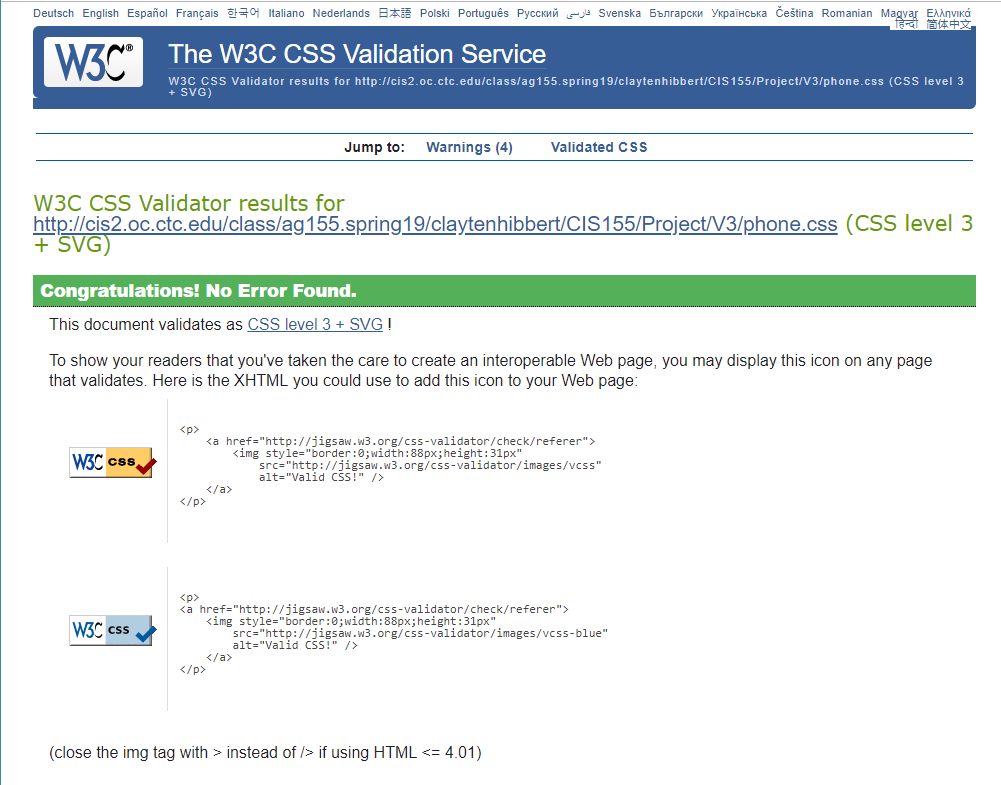 Deutsch English Español Français 한국어 Italiano Nederlands 日本語 Polski Português Русский فارسی Svenska Български Українська Čeština Romanian Magyar Ελληνικά
हिन्दी 简体中文
W3C®
The W3C CSS Validation Service
W3C CSS Validator results for http://cis2.oc.ctc.edu/class/ag155.spring19/claytenhibbert/CIS155/Project/V3/phone.css (CSS level 3
+ SVG)
Jump to: Warnings (4) Validated CSS
W3C CSS Validator results for
http://cis2.oc.ctc.edu/class/ag155.spring19/claytenhibbert/CIS155/Project/V3/phone.css (CSS level 3
+ SVG)
Congratulations! No Error Found.
This document validates as CSS level 3 + SVG !
To show your readers that you've taken the care to create an interoperable Web page, you may display this icon on any page
that validates. Here is the XHTML you could use to add this icon to your Web page:
W3C css
<p>
<a href="http://jigsaw.w3.org/css-validator/check/referer">
<img style="border:0;width:88px;height:31px"
src="http://jigsaw.w3.org/css-validator/images/vcss"
alt="Valid CSS!" />
</a>
</p>
W3C css
<p>
<a href="http://jigsaw.w3.org/css-validator/check/referer">
<img style="border:0;width:88px;height:31px"
src="http://jigsaw.w3.org/css-validator/images/vcss-blue"
alt="Valid CSS!" />
</a>
</p>
(close the img tag with > instead of /> if using HTML <= 4.01)